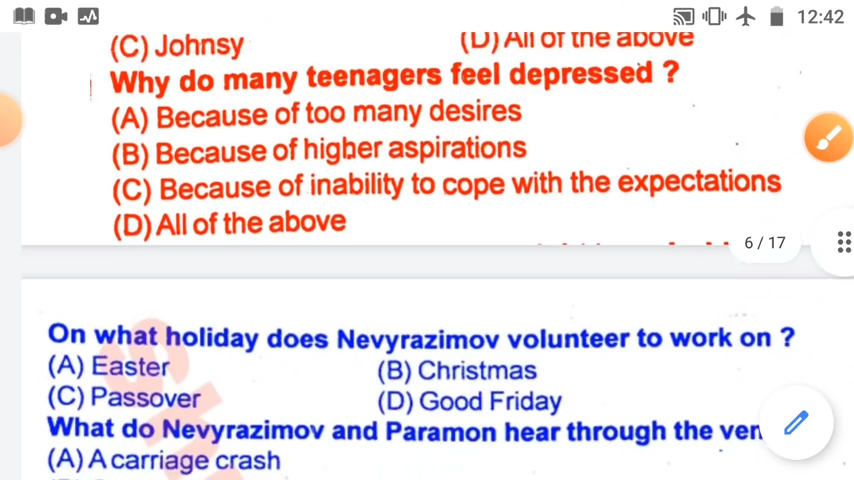 12:42
(C) Johnsy (D) All of the above
Why do many teenagers feel depressed ?
(A) Because of too many desires
(B) Because of higher aspirations
(C) Because of inability to cope with the expectations
(D) All of the above
6 / 17
On what holiday does Nevyrazimov volunteer to work on ?
(A) Easter (B) Christmas
(C) Passover (D) Good Friday
What do Nevyrazimov and Paramon hear through the ven
(A) A carriage crash